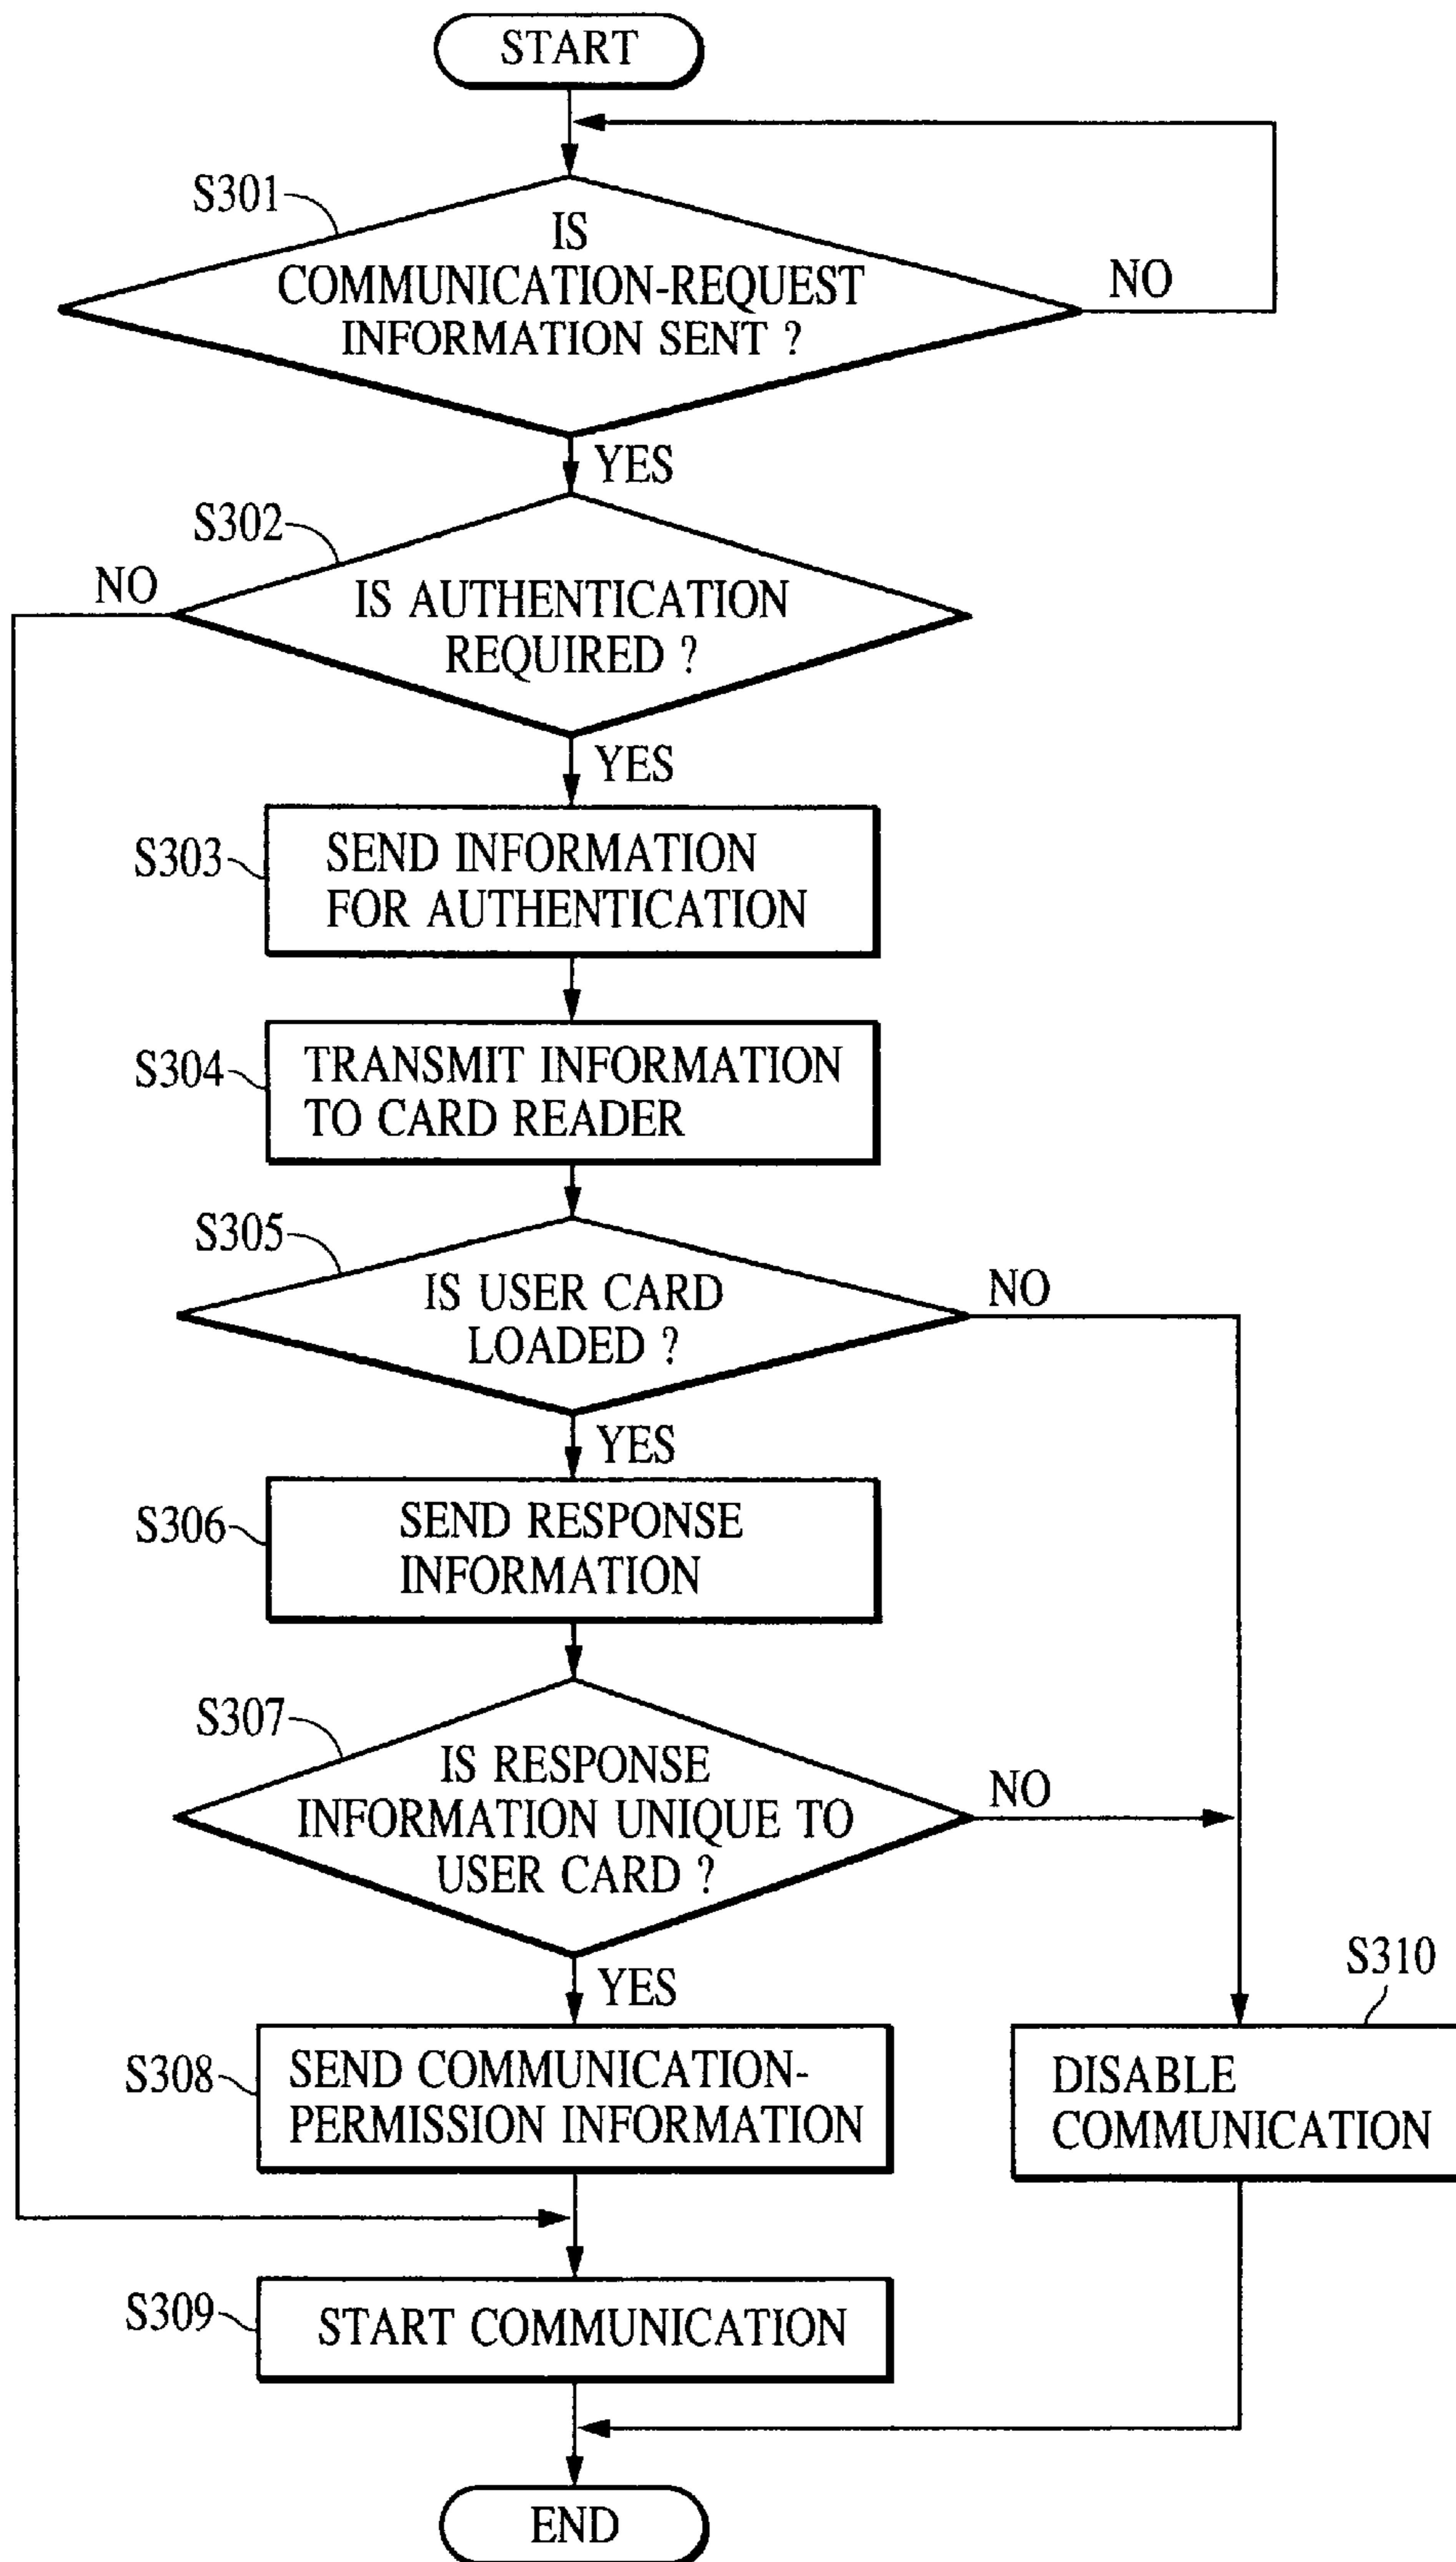 START
S301
IS
COMMUNICATION-REQUEST
INFORMATION SENT ?
NO
YES
S302
NO
IS AUTHENTICATION
REQUIRED ?
YES
S303
SEND INFORMATION
FOR AUTHENTICATION
S304
TRANSMIT INFORMATION
TO CARD READER
S305
IS USER CARD
LOADED ?
NO
YES
S306
SEND RESPONSE
INFORMATION
S307
IS RESPONSE
INFORMATION UNIQUE TO
USER CARD ?
NO
YES
S308
SEND COMMUNICATION-
PERMISSION INFORMATION
S310
DISABLE
COMMUNICATION
S309
START COMMUNICATION
END